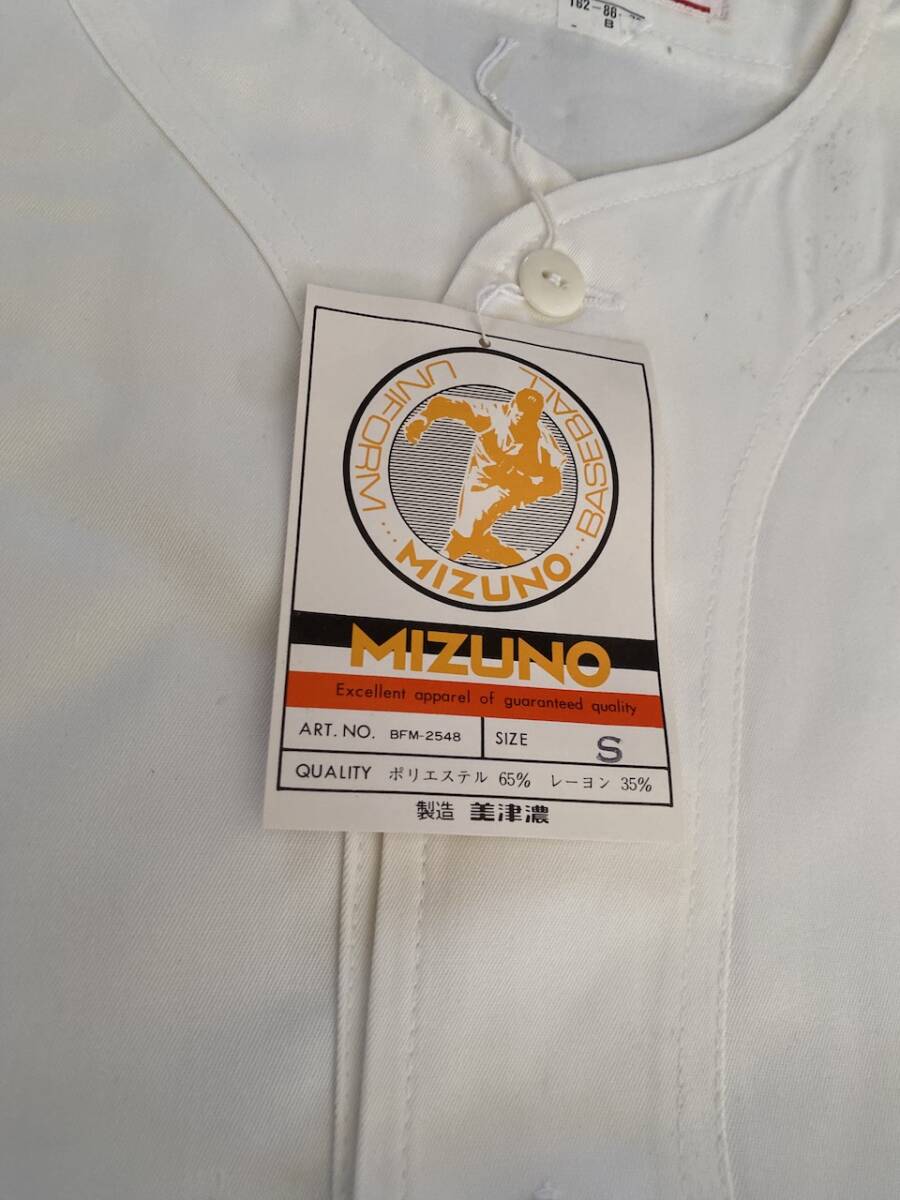 B
UNIFORM ... MIZUNO ... BASEBALL
MIZUNO
Excellent apparel of guaranteed quality
ART. NO. BFM-2548 SIZE S
QUALITY ポリエステル 65% レーヨン 35%
製造 美津濃